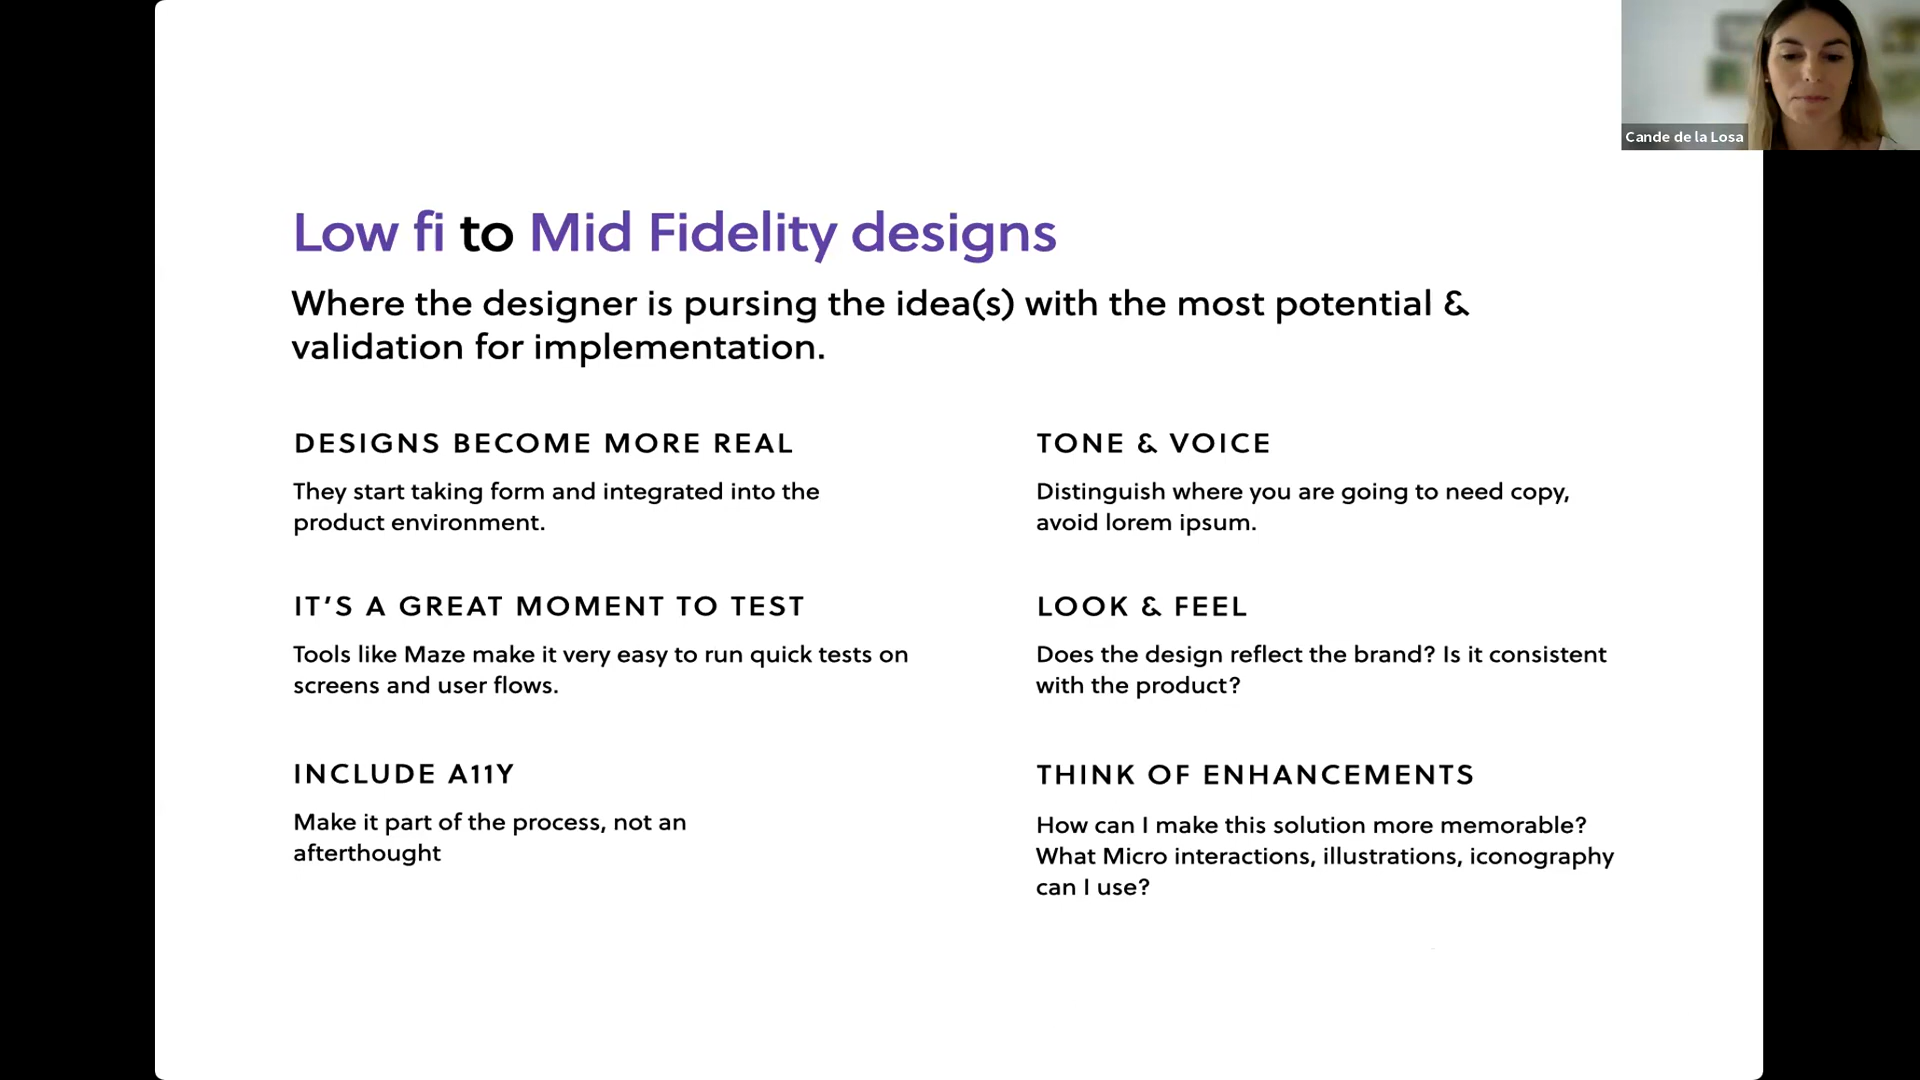 Cande de la Losa
Low fi to Mid Fidelity designs
Where the designer is pursing the idea(s) with the most potential &
validation for implementation.
DESIGNS BECOME MORE REAL
They start taking form and integrated into the
product environment.
IT’S A GREAT MOMENT TO TEST
Tools like Maze make it very easy to run quick tests on
screens and user flows.
INCLUDE A11Y
Make it part of the process, not an
afterthought
TONE & VOICE
Distinguish where you are going to need copy,
avoid lorem ipsum.
LOOK & FEEL
Does the design reflect the brand? Is it consistent
with the product?
THINK OF ENHANCEMENTS
How can I make this solution more memorable?
What Micro interactions, illustrations, iconography
can I use?